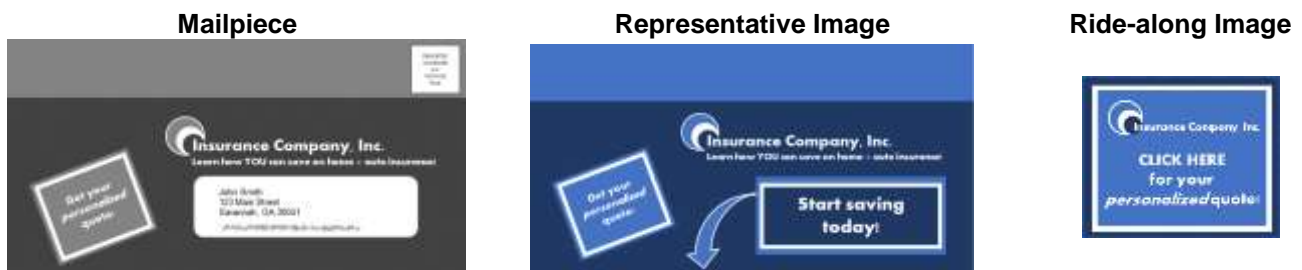 Mailpiece
Representative Image
Ride-along Image
Insurance Company, Inc.
Learn how YOU can save on home + auto insurance!
Get your
personalized
quote.
John Smith
123 Main Street
Savannah, GA
Insurance Company, Inc.
Learn how YOU can save on home + auto insurance!
Get your
personalized
quote.
Start saving
today!
Insurance Company, Inc.
CLICK HERE
for your
personalized quote!